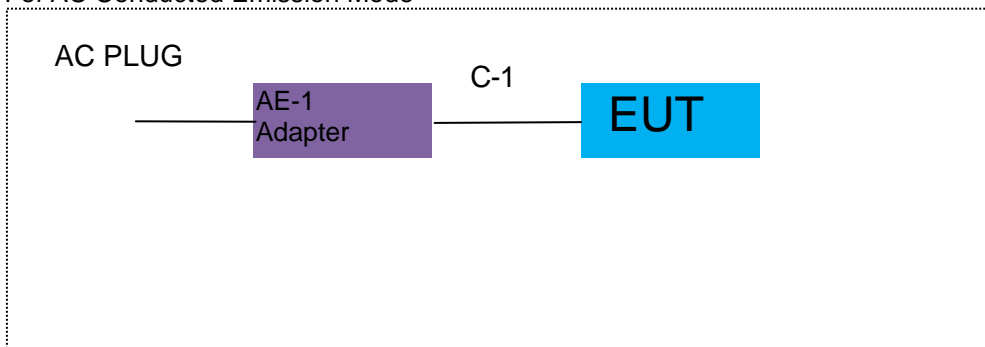 For AC Conducted Emission Mode
AC PLUG
C-1
AE-1
Adapter
EUT